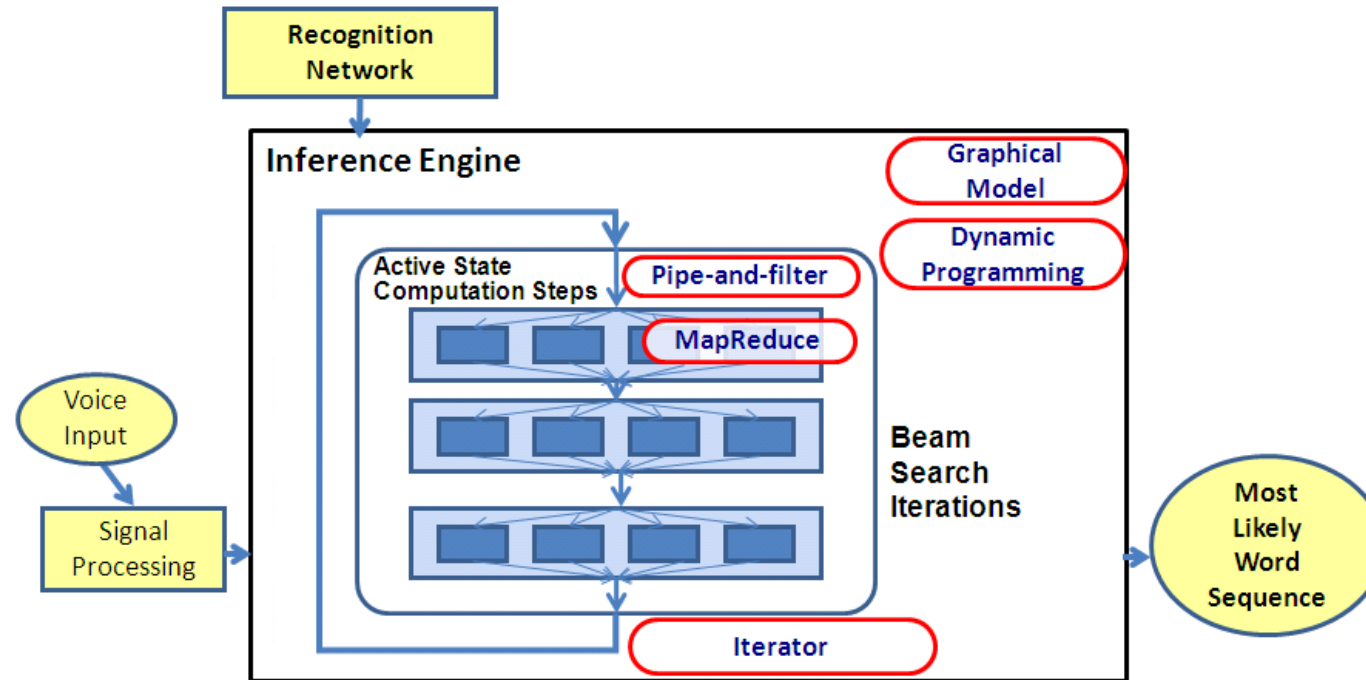 Recognition
Network
Inference Engine
Graphical
Model
Dynamic
Programming
Active State
Computation Steps
Pipe-and-filter
MapReduce
Voice
Input
Signal
Processing
Beam
Search
Iterations
Most
Likely
Word
Sequence
Iterator